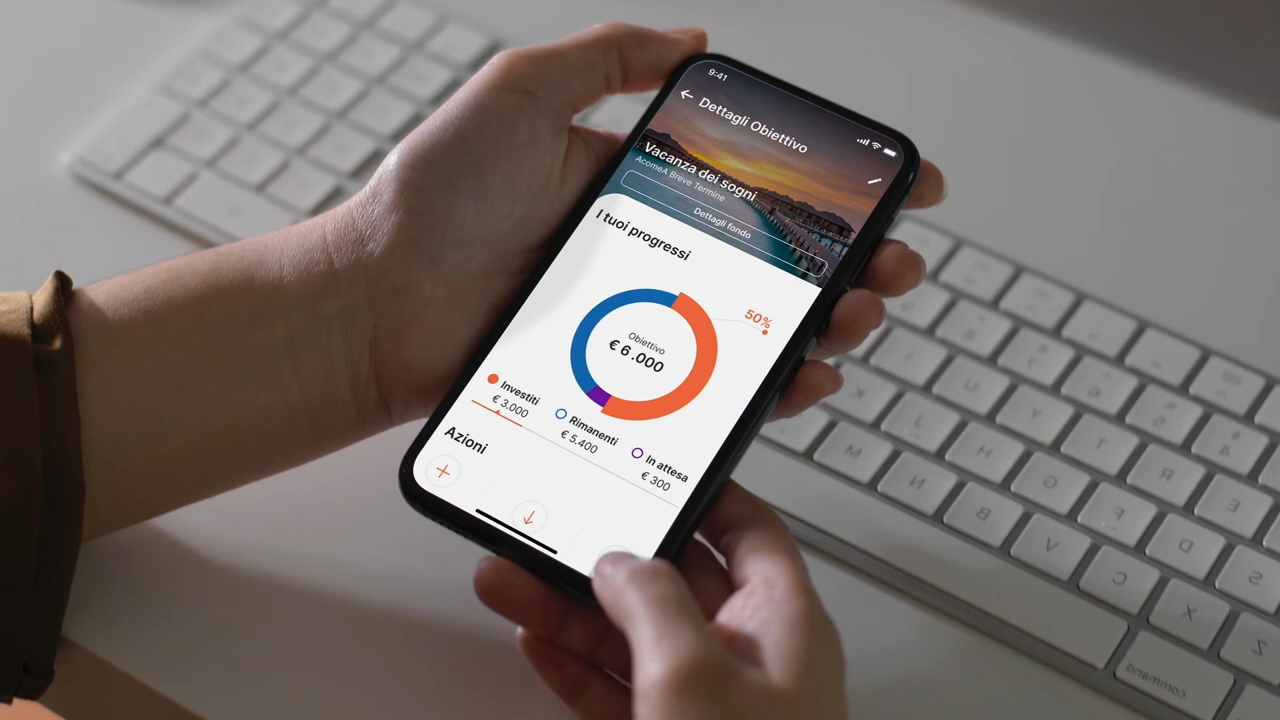 9:41
Dettagli Obiettivo
Vacanza dei sogni
AcomeA Breve Termine
Dettagli fondo
I tuoi progressi
50%
Obiettivo
€ 6.000
Investiti
€ 3.000
Rimanenti
€ 5.400
In attesa
€ 300
Azioni
K J U Y T R E
M N H G F D S
B V C X Z
command